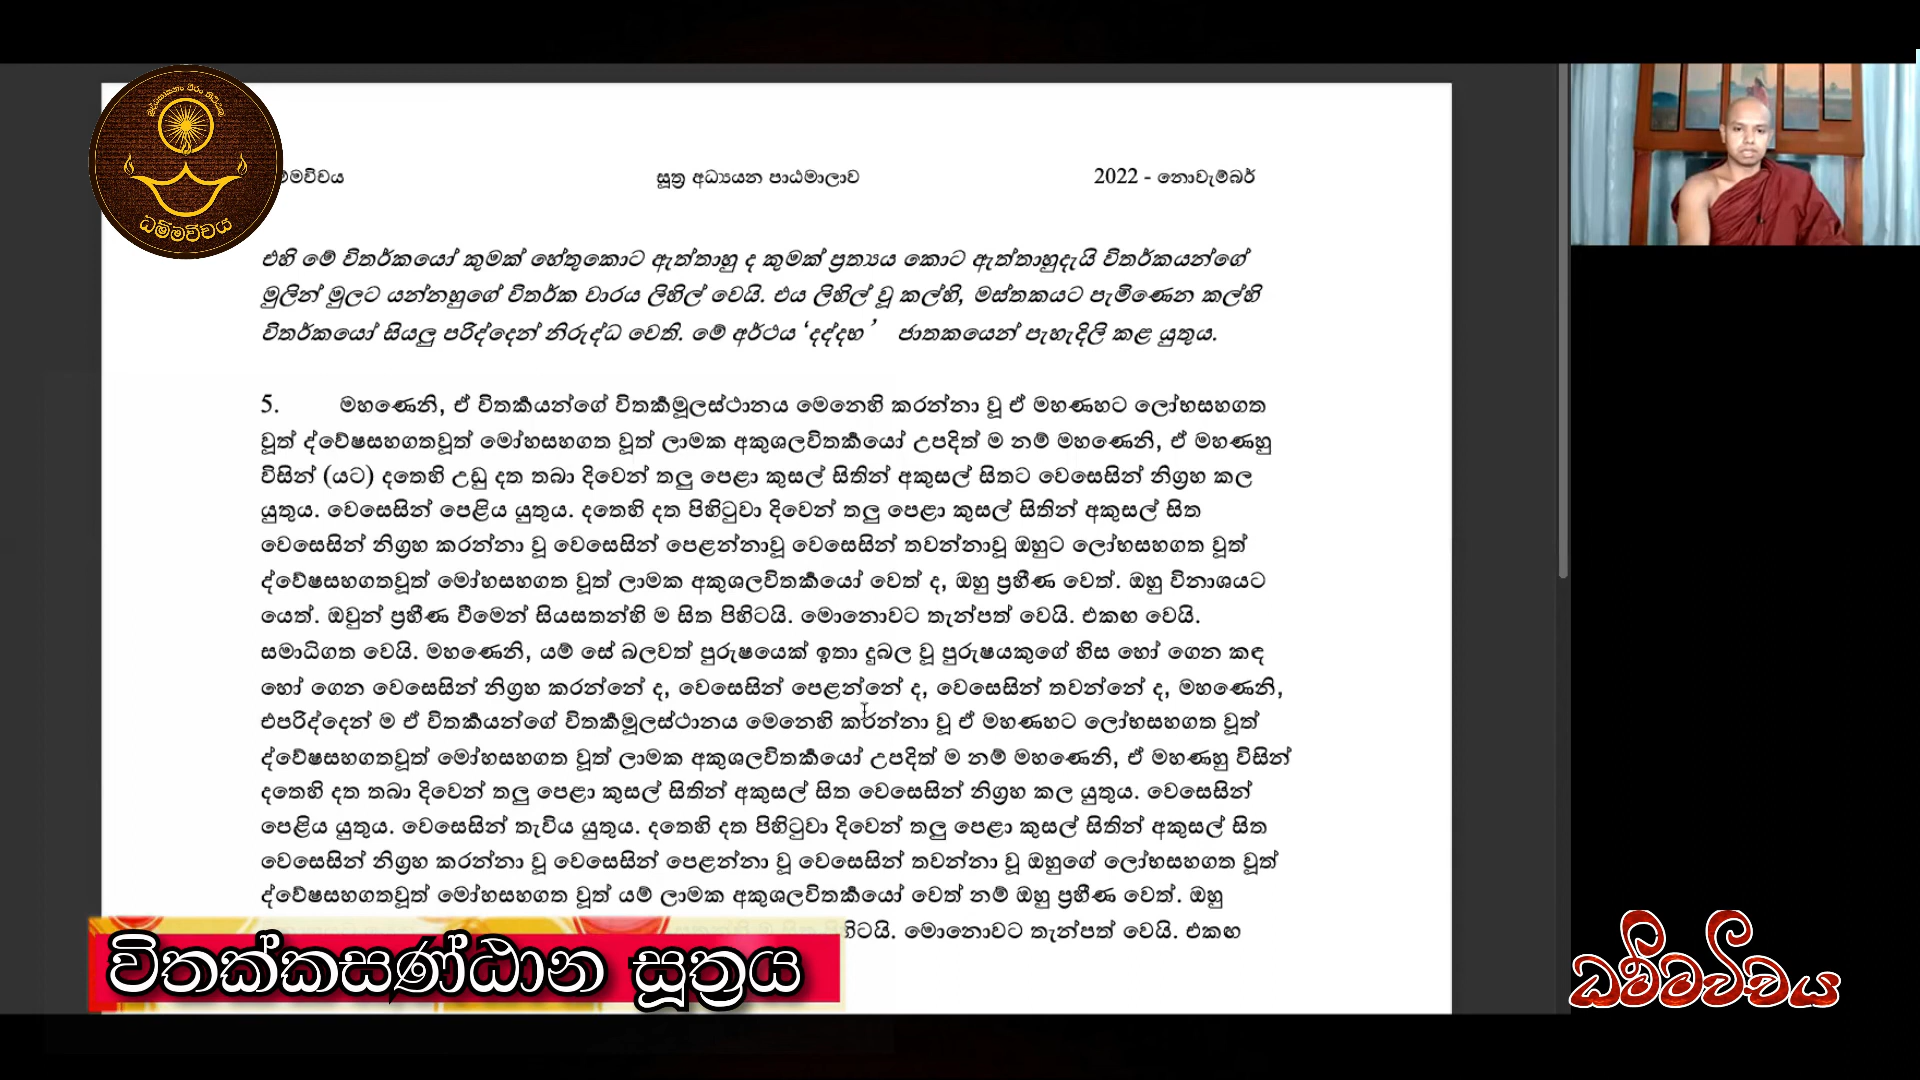 ධම්මවිචය
මවිචය සූත්‍ර අධ්‍යයන පාඨමාලාව 2022 - නොවැම්බර්
එහි මේ විතර්කයෝ කුමක් හේතුකොට ඇත්තාහු ද කුමක් ප්‍රත්‍යය කොට ඇත්තාහුදැයි විතර්කයන්ගේ
මුලින් මුලට යන්නහුගේ විතර්ක වාරය ලිහිල් වෙයි. එය ලිහිල් වූ කල්හි, මස්තකයට පැමිණෙන කල්හි
විතර්කයෝ සියලු පරිද්දෙන් නිරුද්ධ වෙති. මේ අර්ථය ‘දද්දභ’ ජාතකයෙන් පැහැදිලි කළ යුතුය.
5. මහණෙනි, ඒ විතර්‍කයන්ගේ විතර්‍කමූලස්ථානය මෙනෙහි කරන්නා වූ ඒ මහණහට ලෝභසහගත
වූත් ද්වේෂසහගතවූත් මෝහසහගත වූත් ලාමක අකුශලවිතර්‍කයෝ උපදිත් ම නම් මහණෙනි, ඒ මහණහු
විසින් (යට) දතෙහි උඩු දත තබා දිවෙන් තලු පෙළා කුසල් සිතින් අකුසල් සිතට වෙසෙසින් නිග්‍රහ කල
යුතුය. වෙසෙසින් පෙළිය යුතුය. දතෙහි දත පිහිටුවා දිවෙන් තලු පෙළා කුසල් සිතින් අකුසල් සිත
වෙසෙසින් නිග්‍රහ කරන්නා වූ වෙසෙසින් පෙළන්නාවූ වෙසෙසින් තවන්නාවූ ඔහුට ලෝභසහගත වූත්
ද්වේෂසහගතවූත් මෝහසහගත වූත් ලාමක අකුශලවිතර්‍කයෝ වෙත් ද, ඔහු ප්‍රහීණ වෙත්. ඔහු විනාශයට
යෙත්. ඔවුන් ප්‍රහීණ වීමෙන් සියසතන්හි ම සිත පිහිටයි. මොනොවට තැන්පත් වෙයි. එකඟ වෙයි.
සමාධිගත වෙයි. මහණෙනි, යම් සේ බලවත් පුරුෂයෙක් ඉතා දුබල වූ පුරුෂයකුගේ හිස හෝ ගෙන කඳ
හෝ ගෙන වෙසෙසින් නිග්‍රහ කරන්නේ ද, වෙසෙසින් පෙළන්නේ ද, වෙසෙසින් තවන්නේ ද, මහණෙනි,
එපරිද්දෙන් ම ඒ විතර්‍කයන්ගේ විතර්‍කමූලස්ථානය මෙනෙහි කරන්නා වූ ඒ මහණහට ලෝභසහගත වූත්
ද්වේෂසහගතවූත් මෝහසහගත වූත් ලාමක අකුශලවිතර්‍කයෝ උපදිත් ම නම් මහණෙනි, ඒ මහණහු විසින්
දතෙහි දත තබා දිවෙන් තලු පෙළා කුසල් සිතින් අකුසල් සිත වෙසෙසින් නිග්‍රහ කල යුතුය. වෙසෙසින්
පෙළිය යුතුය. වෙසෙසින් තැවිය යුතුය. දතෙහි දත පිහිටුවා දිවෙන් තලු පෙළා කුසල් සිතින් අකුසල් සිත
වෙසෙසින් නිග්‍රහ කරන්නා වූ වෙසෙසින් පෙළන්නා වූ වෙසෙසින් තවන්නා වූ ඔහුගේ ලෝභසහගත වූත්
ද්වේෂසහගතවූත් මෝහසහගත වූත් යම් ලාමක අකුශලවිතර්‍කයෝ වෙත් නම් ඔහු ප්‍රහීණ වෙත්. ඔහු
හිටයි. මොනොවට තැන්පත් වෙයි. එකඟ
විතක්කසණ්ඨාන සූත්‍රය
ධම්මවිචය